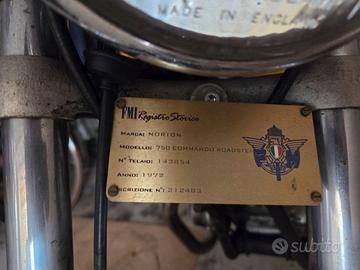 MADE IN ENGLAND
FMI Registro Storico
MARCA: NORTON
MODELLO: 750 COMMANDO ROADSTER
N° TELAIO: 143854
ANNO: 1972
ISCRIZIONE N°: 212483
subito